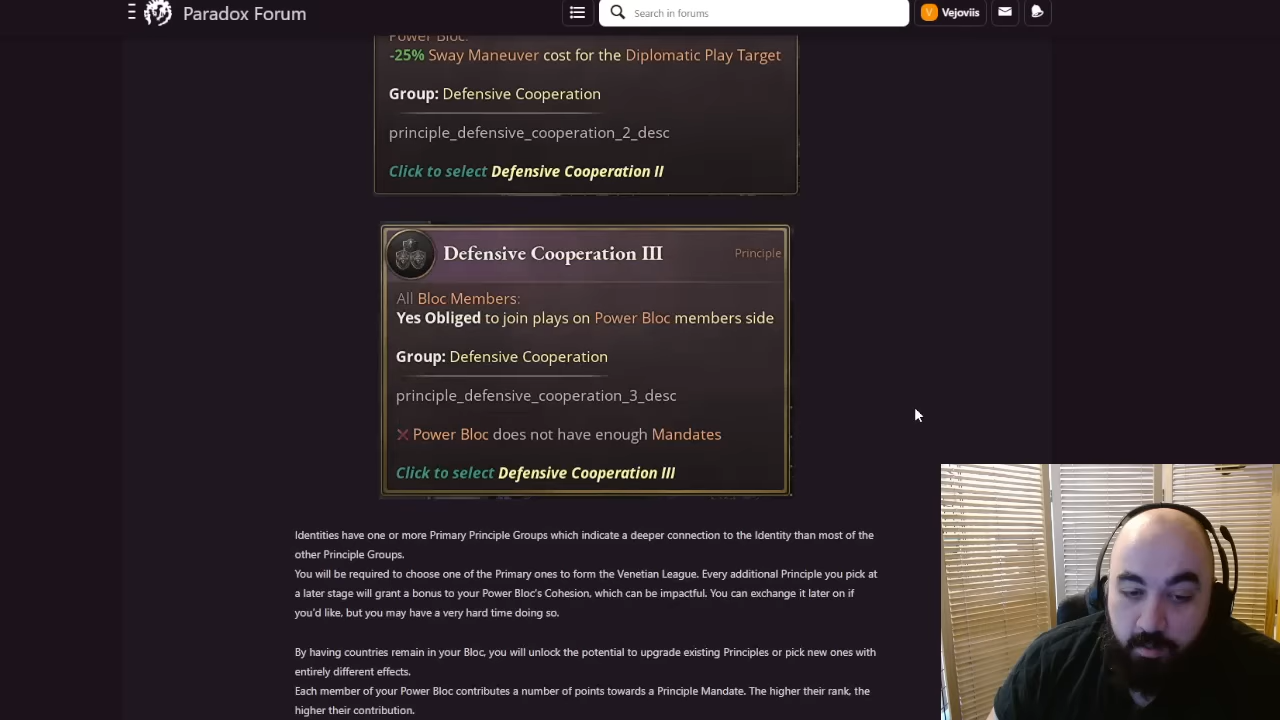 Paradox Forum
Search in forums
V Vejoviis
Power Bloc:
-25% Sway Maneuver cost for the Diplomatic Play Target
Group: Defensive Cooperation
principle_defensive_cooperation_2_desc
Click to select Defensive Cooperation II
Defensive Cooperation III
Principle
All Bloc Members:
Yes Obliged to join plays on Power Bloc members side
Group: Defensive Cooperation
principle_defensive_cooperation_3_desc
Power Bloc does not have enough Mandates
Click to select Defensive Cooperation III
Identities have one or more Primary Principle Groups which indicate a deeper connection to the Identity than most of the
other Principle Groups.
You will be required to choose one of the Primary ones to form the Venetian League. Every additional Principle you pick at
a later stage will grant a bonus to your Power Bloc's Cohesion, which can be impactful. You can exchange it later on if
you'd like, but you may have a very hard time doing so.
By having countries remain in your Bloc, you will unlock the potential to upgrade existing Principles or pick new ones with
entirely different effects.
Each member of your Power Bloc contributes a number of points towards a Principle Mandate. The higher their rank, the
higher their contribution.